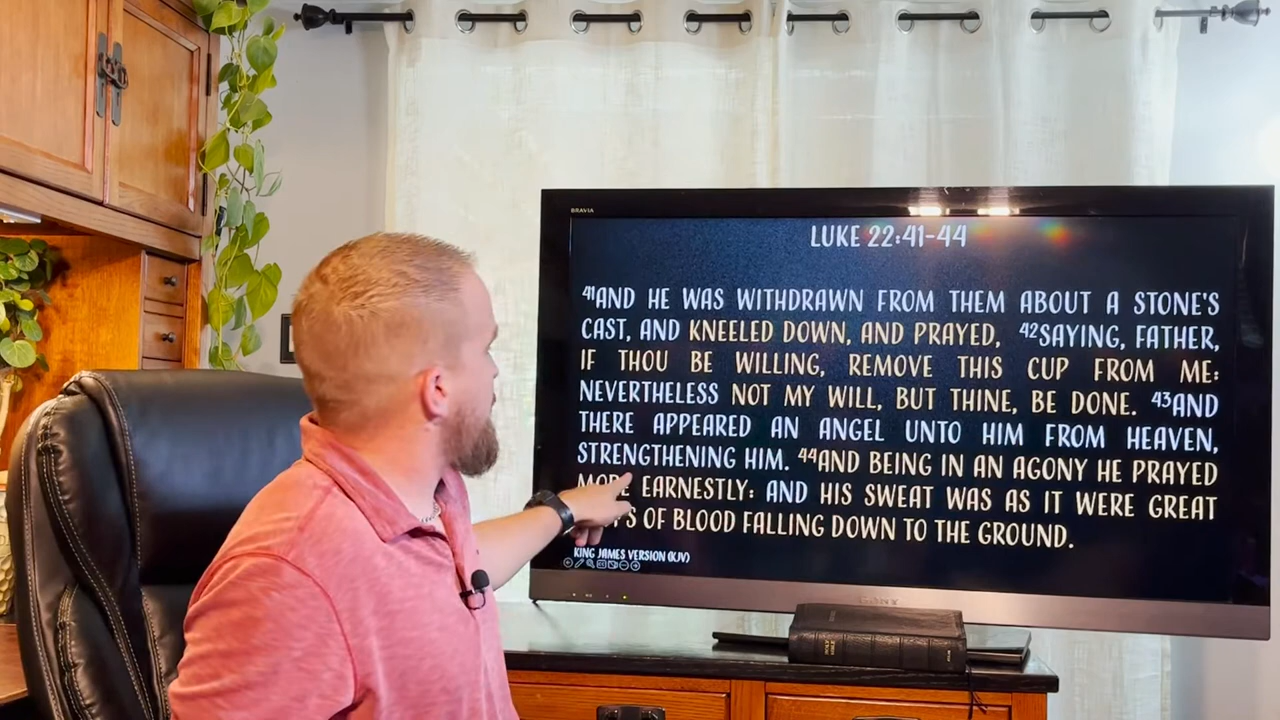 BRAVIA
LUKE 22:41-44
41AND HE WAS WITHDRAWN FROM THEM ABOUT A STONE'S
CAST, AND KNEELED DOWN, AND PRAYED, 42SAYING, FATHER,
IF THOU BE WILLING, REMOVE THIS CUP FROM ME:
NEVERTHELESS NOT MY WILL, BUT THINE, BE DONE. 43AND
THERE APPEARED AN ANGEL UNTO HIM FROM HEAVEN,
STRENGTHENING HIM. 44AND BEING IN AN AGONY HE PRAYED
MORE EARNESTLY: AND HIS SWEAT WAS AS IT WERE GREAT
OF BLOOD FALLING DOWN TO THE GROUND.
KING JAMES VERSION (KJV)
SONY
HOLY BIBLE